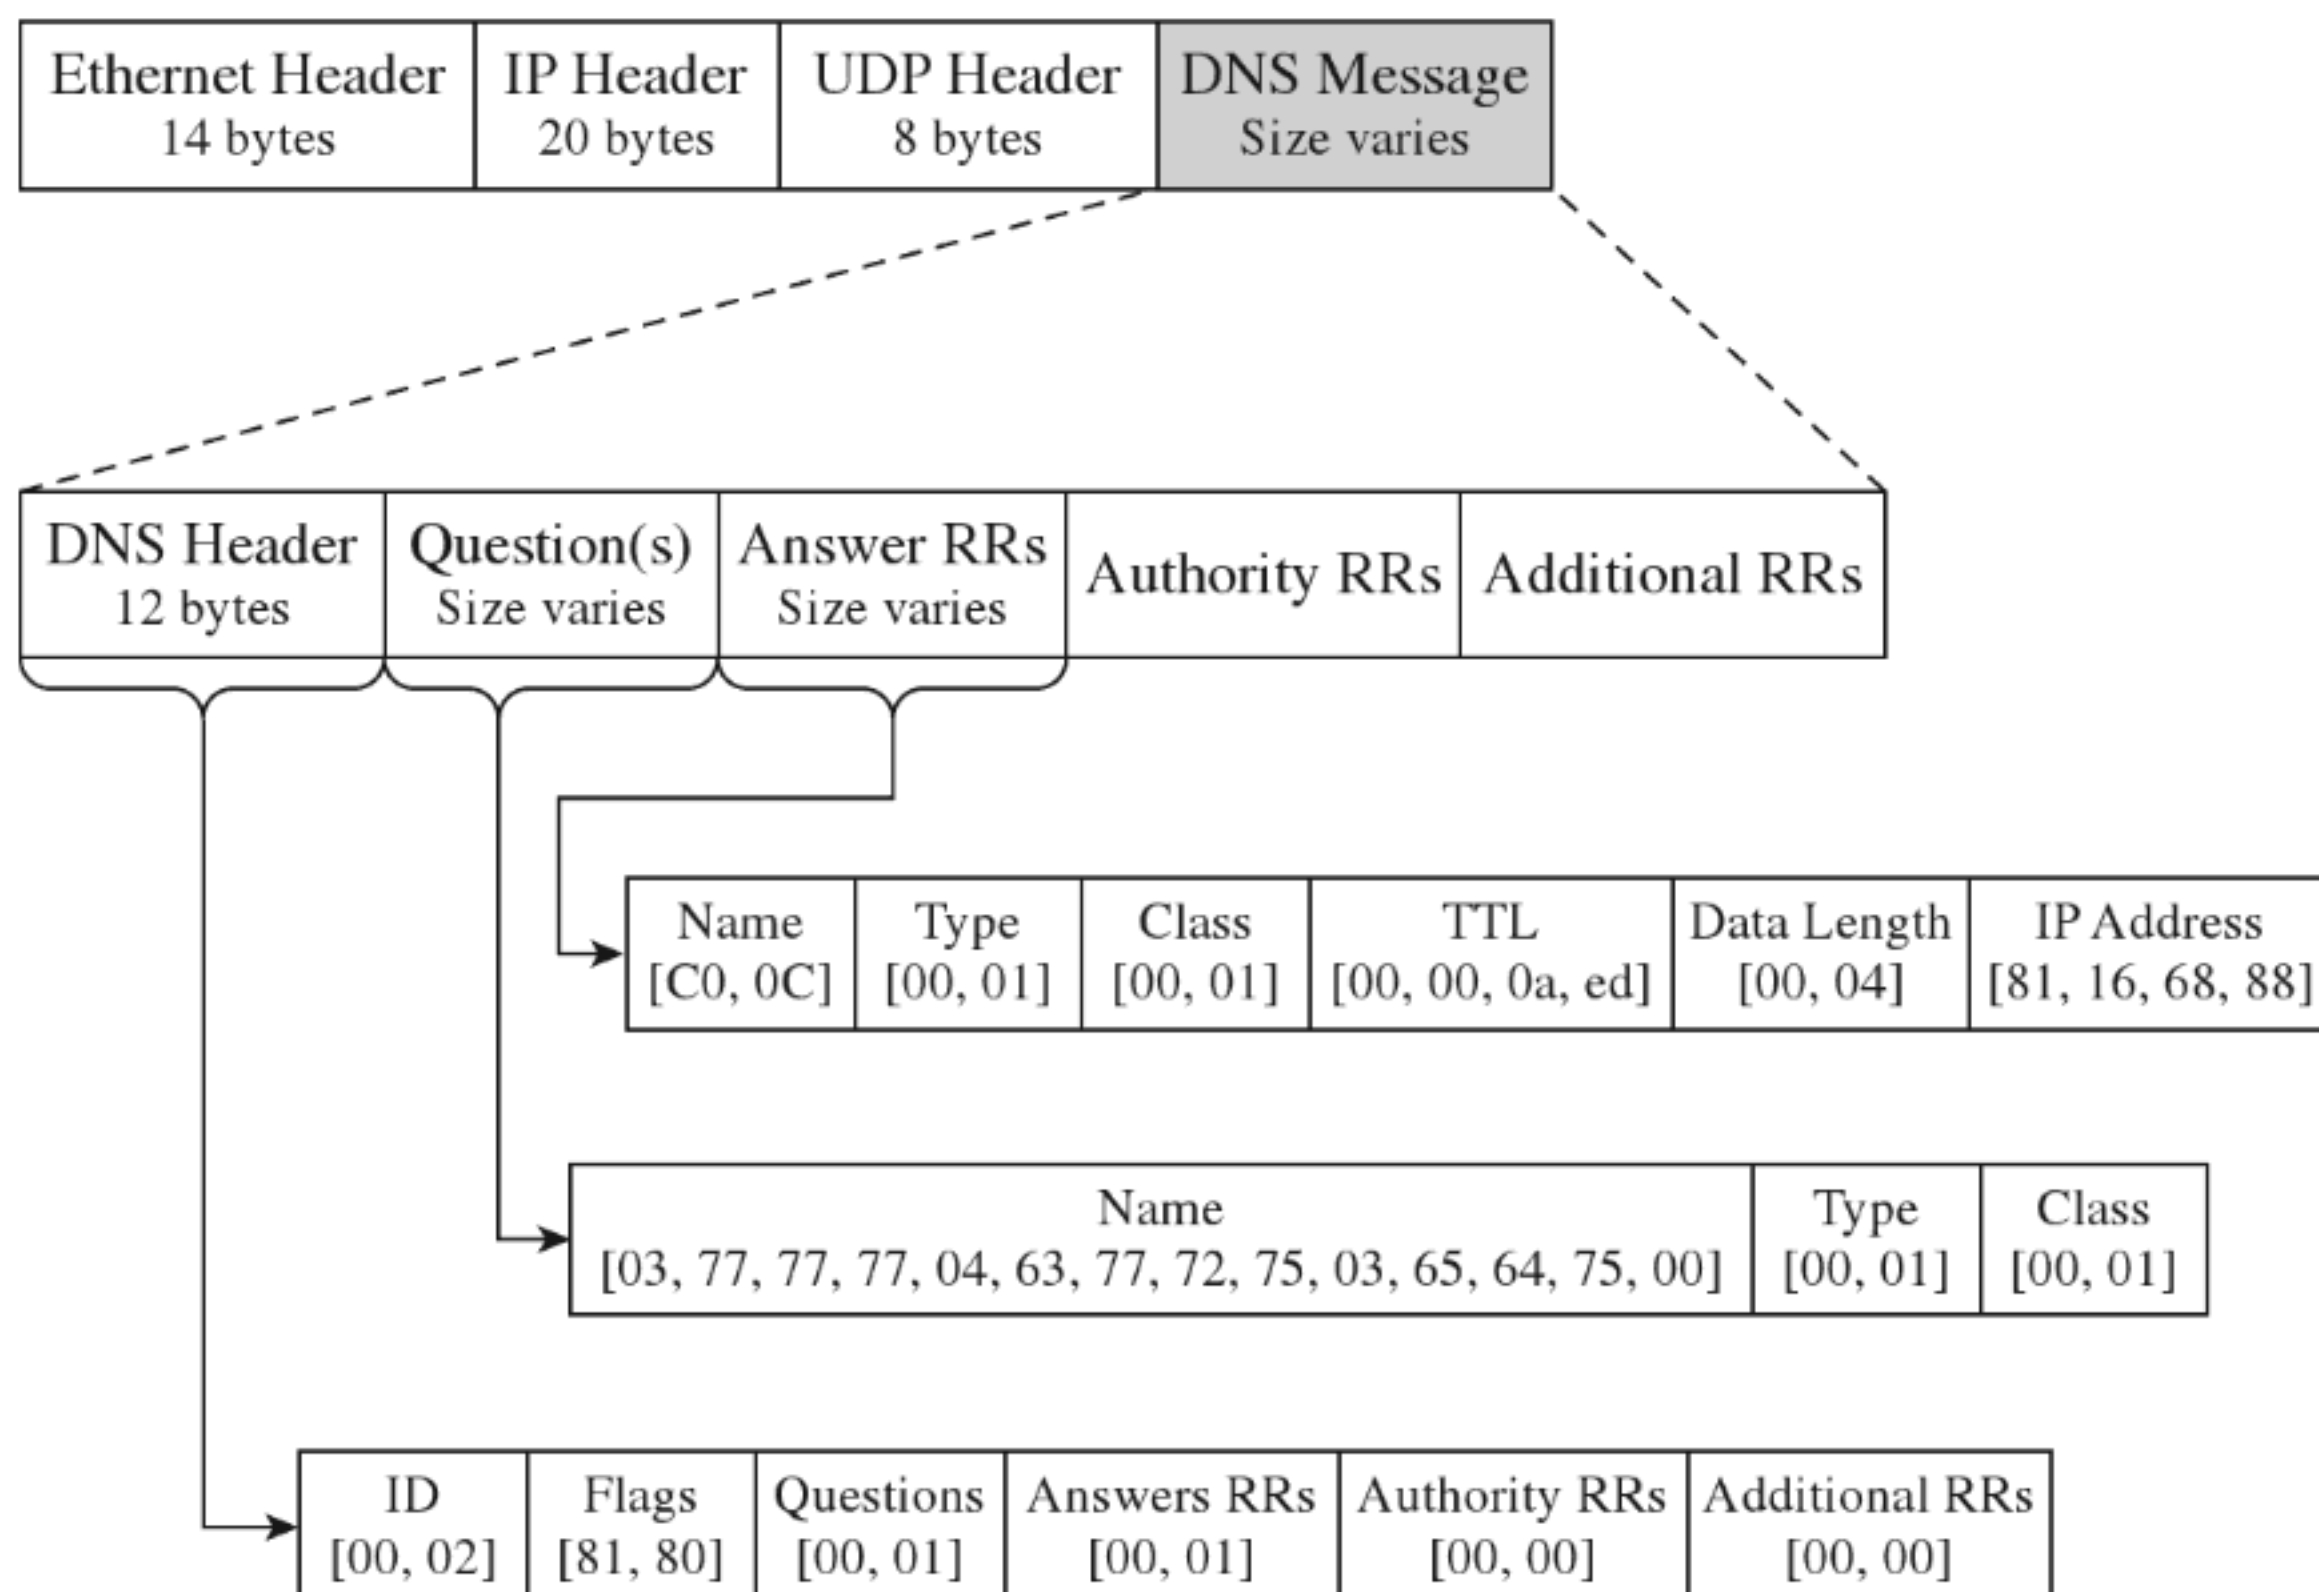 Ethernet Header
14 bytes
IP Header
20 bytes
UDP Header
8 bytes
DNS Message
Size varies
DNS Header
12 bytes
Question(s)
Size varies
Answer RRs
Size varies
Authority RRs
Additional RRs
Name
[C0, 0C]
Type
[00, 01]
Class
[00, 01]
TTL
[00, 00, 0a, ed]
Data Length
[00, 04]
IP Address
[81, 16, 68, 88]
Name
[03, 77, 77, 77, 04, 63, 77, 72, 75, 03, 65, 64, 75, 00]
Type
[00, 01]
Class
[00, 01]
ID
[00, 02]
Flags
[81, 80]
Questions
[00, 01]
Answers RRs
[00, 01]
Authority RRs
[00, 00]
Additional RRs
[00, 00]